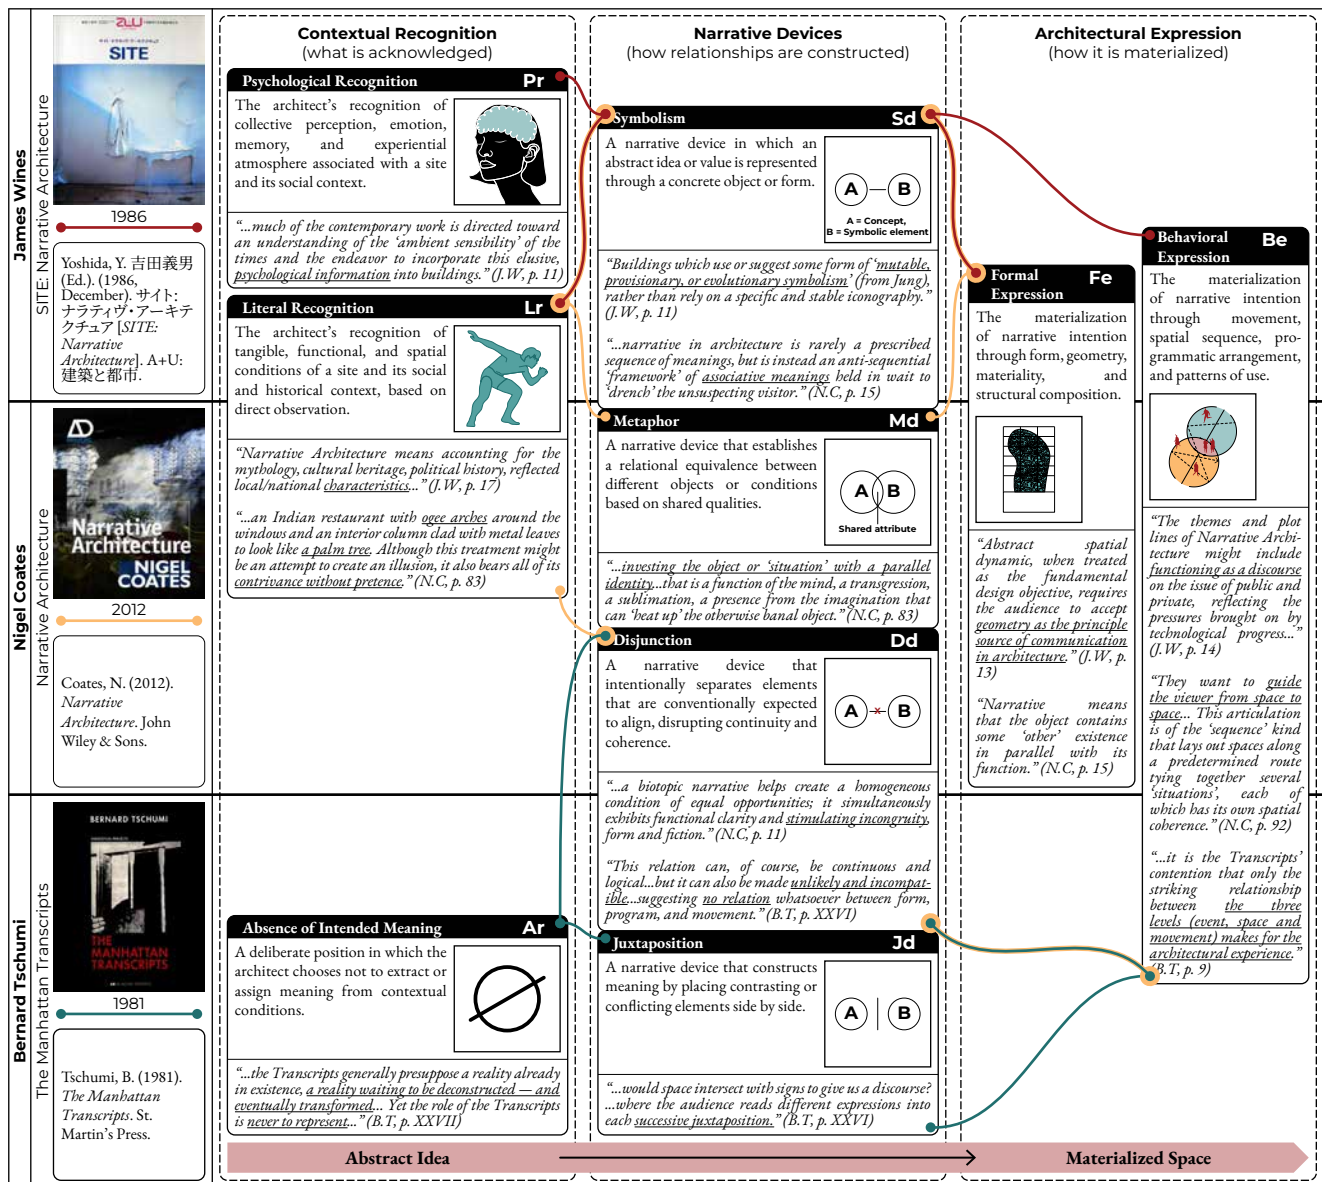 James Wines
SITE: Narrative Architecture
SITE
1986
Yoshida, Y. 吉田義男
(Ed.). (1986,
December). サイト:
ナラティヴ・アーキテ
クチュア [SITE:
Narrative
Architecture]. A+U:
建築と都市.
Nigel Coates
Narrative Architecture
AD
Narrative
Architecture
NIGEL
COATES
2012
Coates, N. (2012).
Narrative
Architecture. John
Wiley & Sons.
Bernard Tschumi
The Manhattan Transcripts
BERNARD TSCHUMI
THE
MANHATTAN
TRANSCRIPTS
1981
Tschumi, B. (1981).
The Manhattan
Transcripts. St.
Martin's Press.
Contextual Recognition
(what is acknowledged)
Psychological Recognition Pr
The architect's recognition of
collective perception, emotion,
memory, and experiential
atmosphere associated with a site
and its social context.
“...much of the contemporary work is directed toward
an understanding of the ‘ambient sensibility’ of the
times and the endeavor to incorporate this elusive,
psychological information into buildings.” (J.W, p. 11)
Literal Recognition Lr
The architect's recognition of
tangible, functional, and spatial
conditions of a site and its social
and historical context, based on
direct observation.
“Narrative Architecture means accounting for the
mythology, cultural heritage, political history, reflected
local/national characteristics...” (J.W, p. 17)
“...an Indian restaurant with ogee arches around the
windows and an interior column clad with metal leaves
to look like a palm tree. Although this treatment might
be an attempt to create an illusion, it also bears all of its
contrivance without pretence.” (N.C, p. 83)
Absence of Intended Meaning Ar
A deliberate position in which the
architect chooses not to extract or
assign meaning from contextual
conditions.
“...the Transcripts generally presuppose a reality already
in existence, a reality waiting to be deconstructed — and
eventually transformed... Yet the role of the Transcripts
is never to represent...” (B.T, p. XXVII)
Narrative Devices
(how relationships are constructed)
Symbolism Sd
A narrative device in which an
abstract idea or value is represented
through a concrete object or form.
A B
A = Concept,
B = Symbolic element
“Buildings which use or suggest some form of ‘mutable,
provisionary, or evolutionary symbolism’ (from Jung),
rather than rely on a specific and stable iconography.”
(J.W, p. 11)
“...narrative in architecture is rarely a prescribed
sequence of meanings, but is instead an anti-sequential
‘framework’ of associative meanings held in wait to
‘drench’ the unsuspecting visitor.” (N.C, p. 15)
Metaphor Md
A narrative device that establishes
a relational equivalence between
different objects or conditions
based on shared qualities.
A B
Shared attribute
“...investing the object or ‘situation’ with a parallel
identity...that is a function of the mind, a transgression,
a sublimation, a presence from the imagination that
can ‘heat up’ the otherwise banal object.” (N.C, p. 83)
Disjunction Dd
A narrative device that
intentionally separates elements
that are conventionally expected
to align, disrupting continuity and
coherence.
A x B
“...a biotopic narrative helps create a homogeneous
condition of equal opportunities; it simultaneously
exhibits functional clarity and stimulating incongruity,
form and fiction.” (N.C, p. 11)
“This relation can, of course, be continuous and
logical...but it can also be made unlikely and incompat-
ible...suggesting no relation whatsoever between form,
program, and movement.” (B.T, p. XXVI)
Juxtaposition Jd
A narrative device that constructs
meaning by placing contrasting or
conflicting elements side by side.
A B
“...would space intersect with signs to give us a discourse?
...where the audience reads different expressions into
each successive juxtaposition.” (B.T, p. XXVI)
Architectural Expression
(how it is materialized)
Formal
Expression Fe
The materialization
of narrative intention
through form, geometry,
materiality, and
structural composition.
“Abstract spatial
dynamic, when treated
as the fundamental
design objective, requires
the audience to accept
geometry as the principle
source of communication
in architecture.” (J.W, p.
13)
“Narrative means
that the object contains
some ‘other’ existence
in parallel with its
function.” (N.C, p. 15)
Behavioral
Expression Be
The materialization
of narrative intention
through movement,
spatial sequence, pro-
grammatic arrangement,
and patterns of use.
“The themes and plot
lines of Narrative Archi-
tecture might include
functioning as a discourse
on the issue of public and
private, reflecting the
pressures brought on by
technological progress...”
(J.W, p. 14)
“They want to guide
the viewer from space to
space... This articulation
is of the ‘sequence’ kind
that lays out spaces along
a predetermined route
tying together several
‘situations’, each of
which has its own spatial
coherence.” (N.C, p. 92)
“...it is the Transcripts’
contention that only the
striking relationship
between the three
levels (event, space and
movement) makes for the
architectural experience.”
(B.T, p. 9)
Abstract Idea
Materialized Space